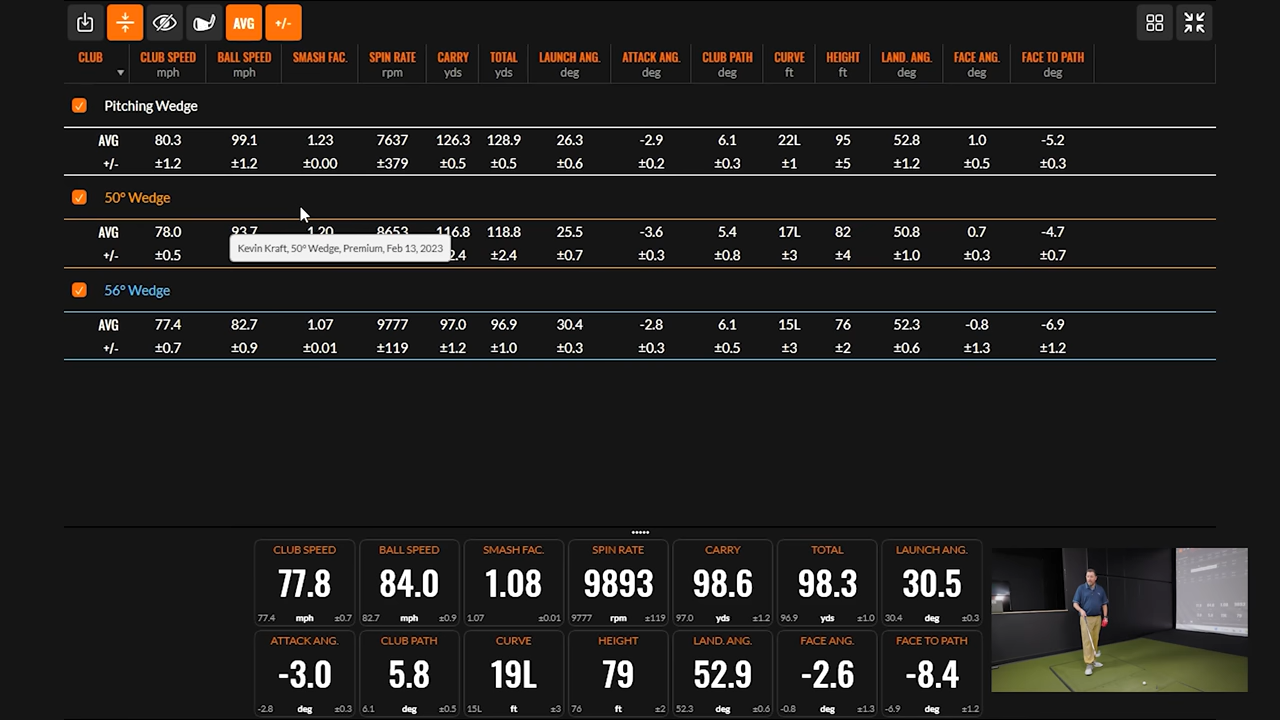 AVG +/-
CLUB CLUB SPEED BALL SPEED SMASH FAC. SPIN RATE CARRY TOTAL LAUNCH ANG. ATTACK ANG. CLUB PATH CURVE HEIGHT LAND. ANG. FACE ANG. FACE TO PATH
mph mph rpm yds yds deg deg deg ft ft deg deg deg
Pitching Wedge
AVG 80.3 99.1 1.23 7637 126.3 128.9 26.3 -2.9 6.1 22L 95 52.8 1.0 -5.2
+/- ±1.2 ±1.2 ±0.00 ±379 ±0.5 ±0.5 ±0.6 ±0.2 ±0.3 ±1 ±5 ±1.2 ±0.5 ±0.3
50° Wedge
AVG 78.0 93.7 1.20 8653 116.8 118.8 25.5 -3.6 5.4 17L 82 50.8 0.7 -4.7
Kevin Kraft, 50° Wedge, Premium, Feb 13, 2023
+/- ±0.5 2.4 ±2.4 ±0.7 ±0.3 ±0.8 ±3 ±4 ±1.0 ±0.3 ±0.7
56° Wedge
AVG 77.4 82.7 1.07 9777 97.0 96.9 30.4 -2.8 6.1 15L 76 52.3 -0.8 -6.9
+/- ±0.7 ±0.9 ±0.01 ±119 ±1.2 ±1.0 ±0.3 ±0.3 ±0.5 ±3 ±2 ±0.6 ±1.3 ±1.2
CLUB SPEED BALL SPEED SMASH FAC. SPIN RATE CARRY TOTAL LAUNCH ANG.
77.8 84.0 1.08 9893 98.6 98.3 30.5
77.4 mph ±0.7 82.7 mph ±0.9 1.07 ±0.01 9777 rpm ±119 97.0 yds ±1.2 96.9 yds ±1.0 30.4 deg ±0.3
ATTACK ANG. CLUB PATH CURVE HEIGHT LAND. ANG. FACE ANG. FACE TO PATH
-3.0 5.8 19L 79 52.9 -2.6 -8.4
-2.8 deg ±0.3 6.1 deg ±0.5 15L ft ±3 76 ft ±2 52.3 deg ±0.6 -0.8 deg ±1.3 -6.9 deg ±1.2